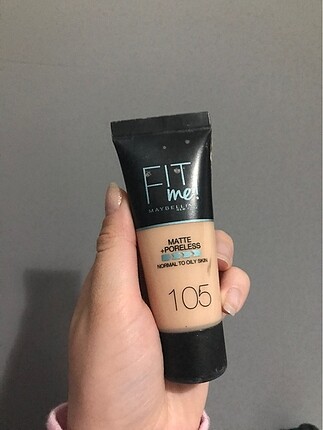 FIT
me!
MAYBELLINE
MATTE
+PORELESS
NORMAL TO OILY SKIN
105